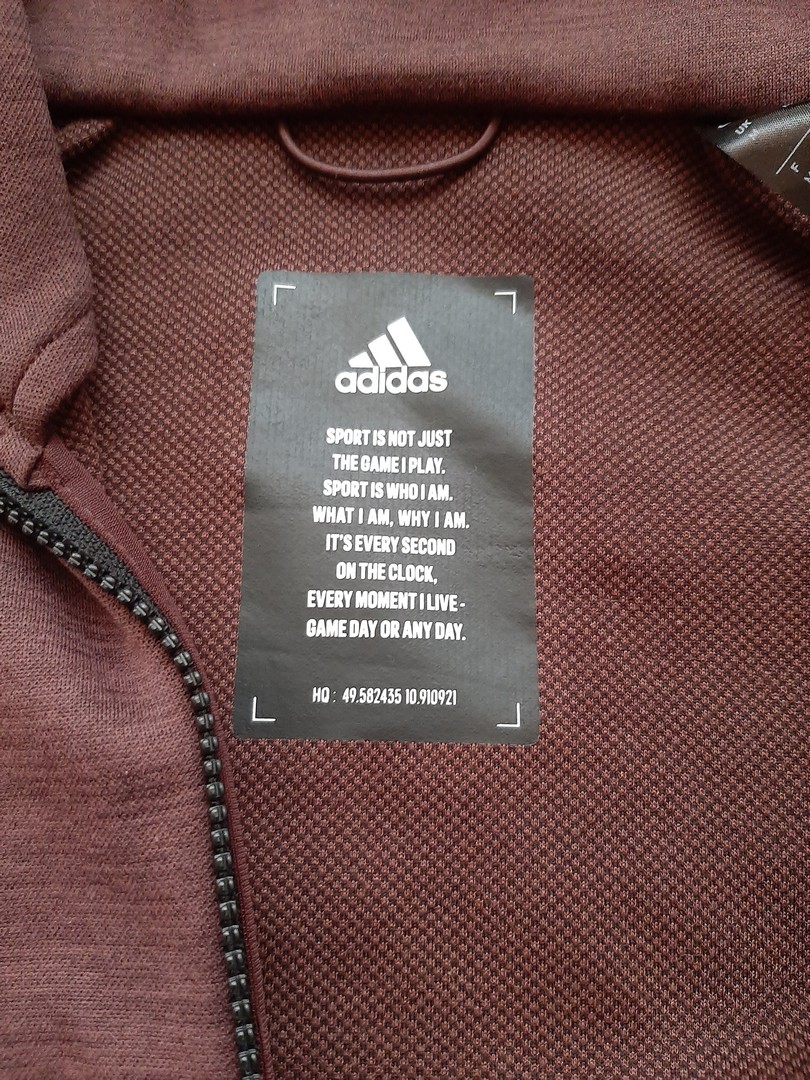 adidas
SPORT IS NOT JUST
THE GAME I PLAY.
SPORT IS WHO I AM.
WHAT I AM, WHY I AM.
IT'S EVERY SECOND
ON THE CLOCK,
EVERY MOMENT I LIVE -
GAME DAY OR ANY DAY.
HQ : 49.582435 10.910921
UK
F